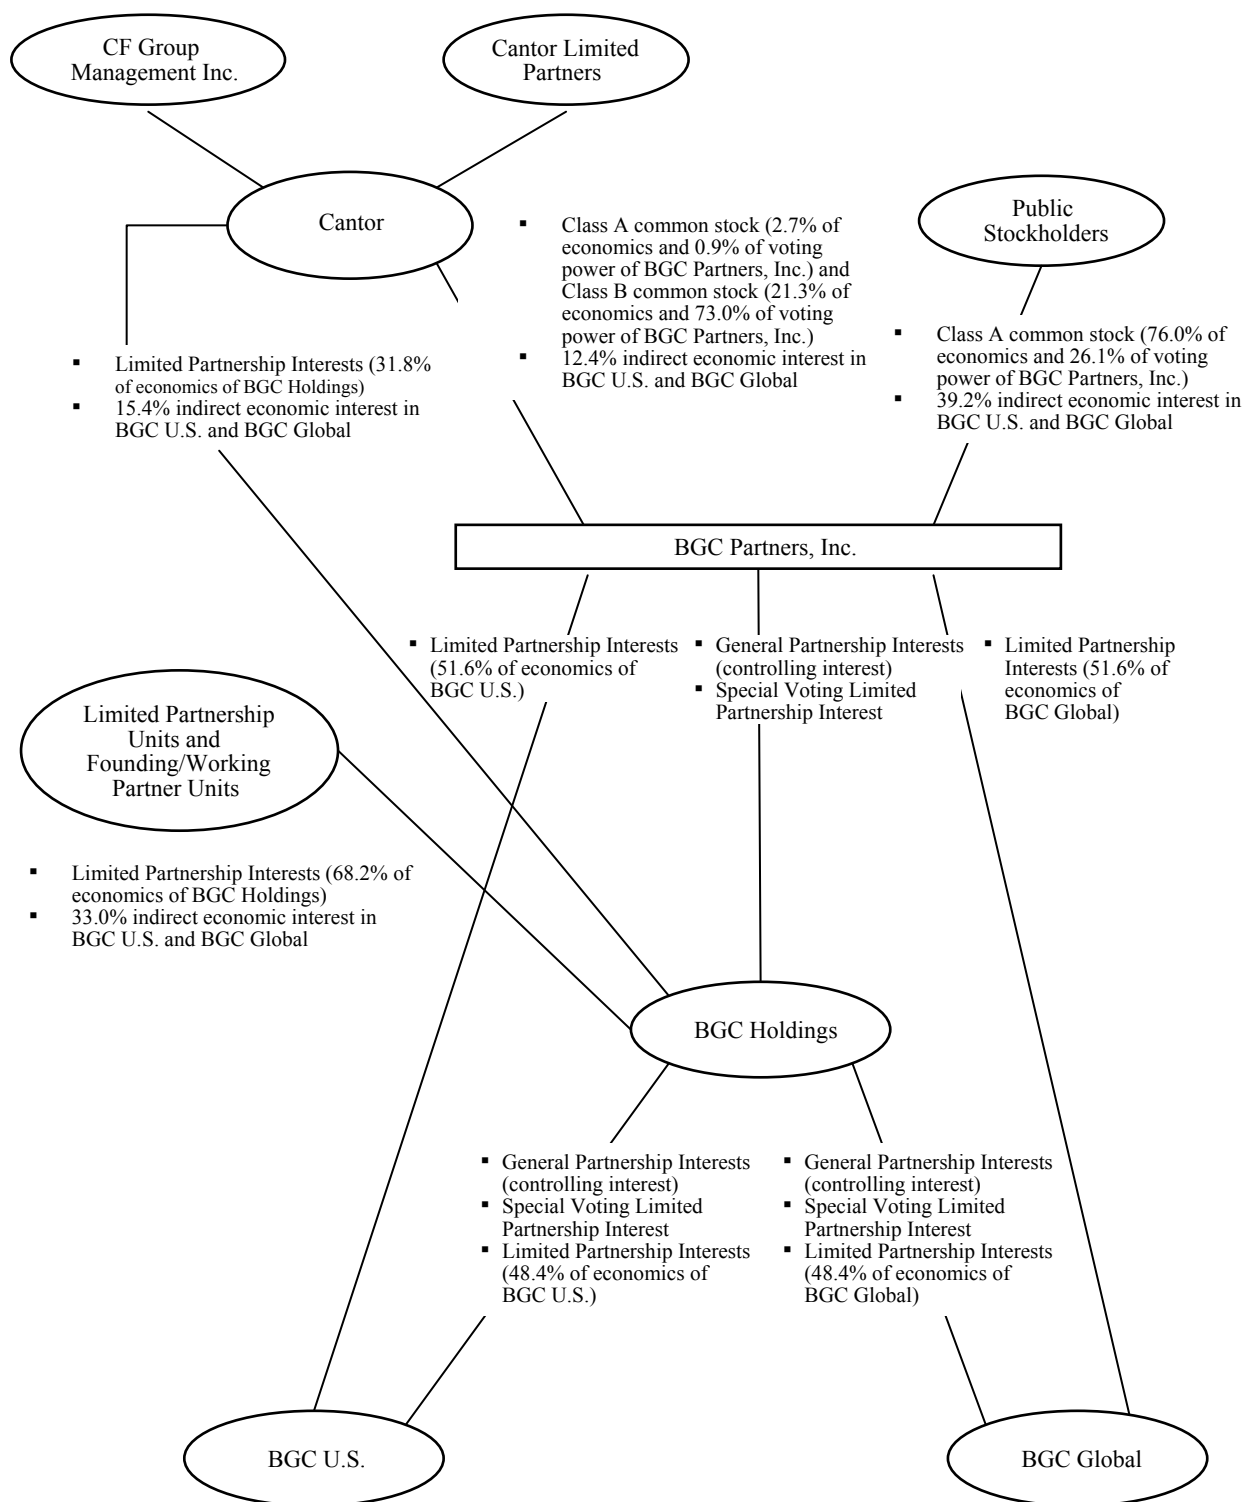 CF Group
Management Inc.
Cantor Limited
Partners
Cantor
Public
Stockholders
▪ Class A common stock (2.7% of
economics and 0.9% of voting
power of BGC Partners, Inc.) and
Class B common stock (21.3% of
economics and 73.0% of voting
power of BGC Partners, Inc.)
▪ 12.4% indirect economic interest in
BGC U.S. and BGC Global
▪ Class A common stock (76.0% of
economics and 26.1% of voting
power of BGC Partners, Inc.)
▪ 39.2% indirect economic interest in
BGC U.S. and BGC Global
▪ Limited Partnership Interests (31.8%
of economics of BGC Holdings)
▪ 15.4% indirect economic interest in
BGC U.S. and BGC Global
BGC Partners, Inc.
▪ Limited Partnership Interests
(51.6% of economics of
BGC U.S.)
▪ General Partnership Interests
(controlling interest)
▪ Special Voting Limited
Partnership Interest
▪ Limited Partnership
Interests (51.6% of
economics of
BGC Global)
Limited Partnership
Units and
Founding/Working
Partner Units
▪ Limited Partnership Interests (68.2% of
economics of BGC Holdings)
▪ 33.0% indirect economic interest in
BGC U.S. and BGC Global
BGC Holdings
▪ General Partnership Interests
(controlling interest)
▪ Special Voting Limited
Partnership Interest
▪ Limited Partnership Interests
(48.4% of economics of
BGC U.S.)
▪ General Partnership Interests
(controlling interest)
▪ Special Voting Limited
Partnership Interest
▪ Limited Partnership Interests
(48.4% of economics of
BGC Global)
BGC U.S.
BGC Global